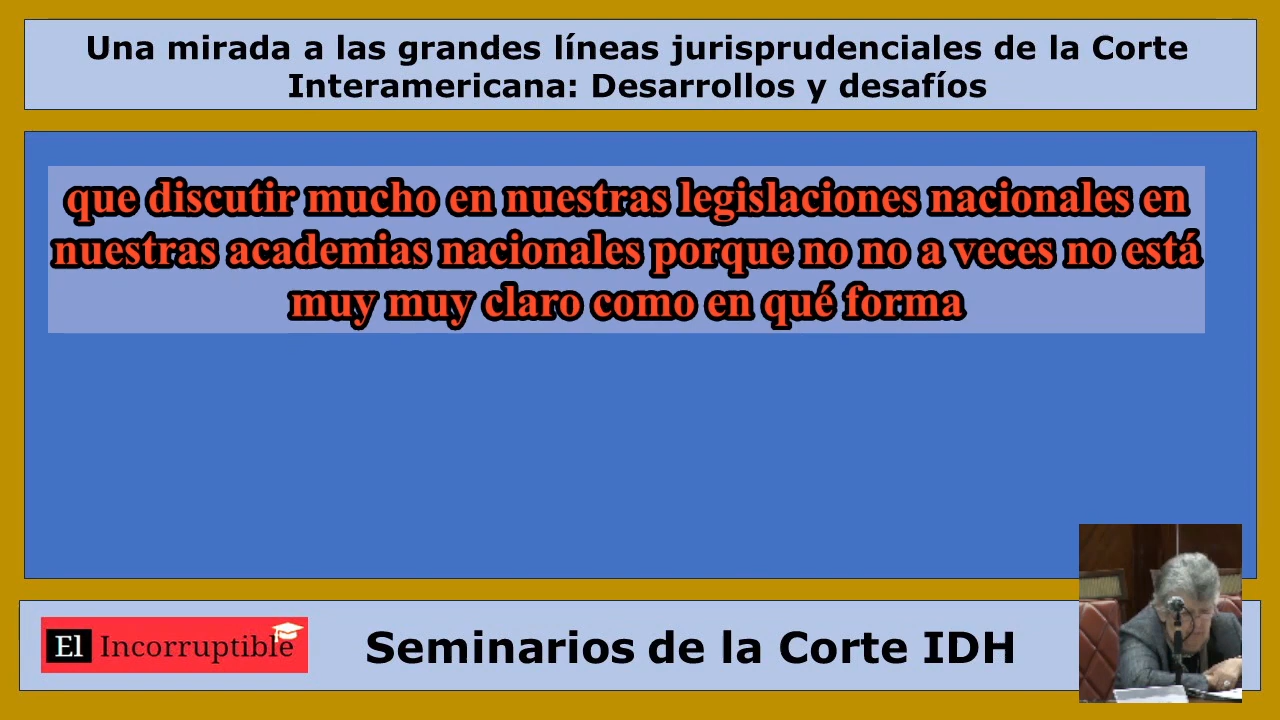 Una mirada a las grandes líneas jurisprudenciales de la Corte
Interamericana: Desarrollos y desafíos
que discutir mucho en nuestras legislaciones nacionales en
nuestras academias nacionales porque no no a veces no está
muy muy claro como en qué forma
El Incorruptible
Seminarios de la Corte IDH